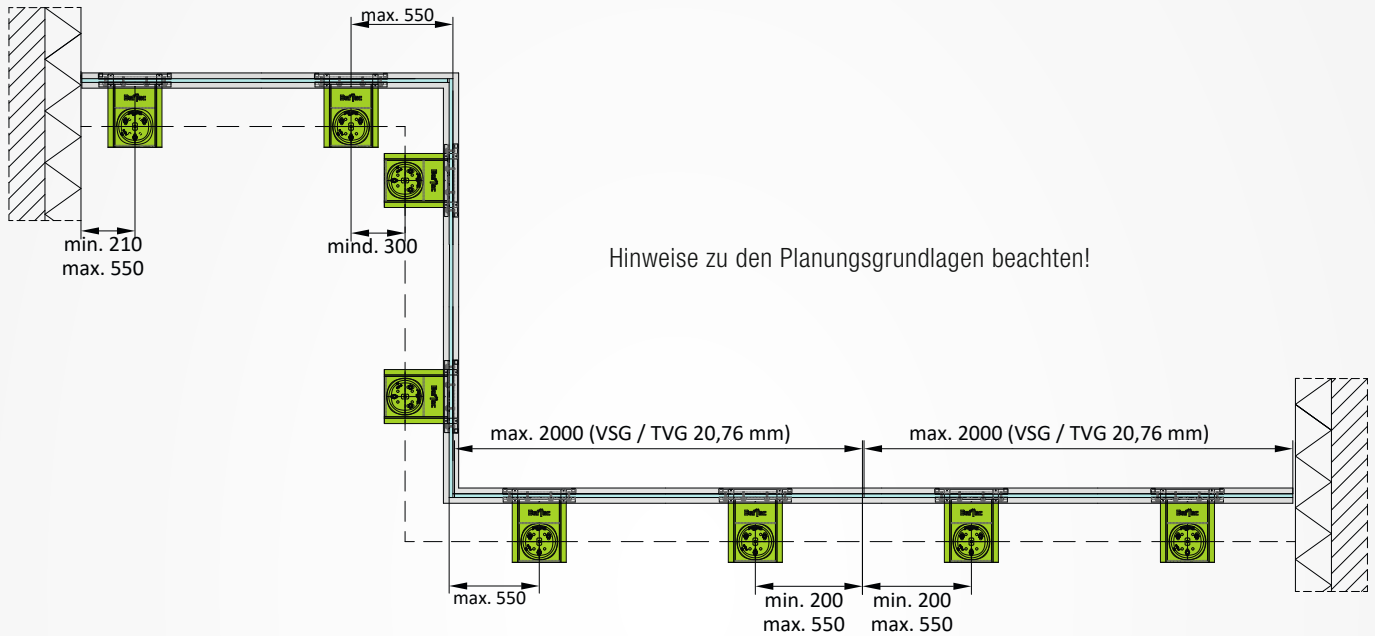 max. 550
min. 210
max. 550
mind. 300
Hinweise zu den Planungsgrundlagen beachten!
max. 2000 (VSG / TVG 20,76 mm)
max. 2000 (VSG / TVG 20,76 mm)
max. 550
min. 200
max. 550
min. 200
max. 550